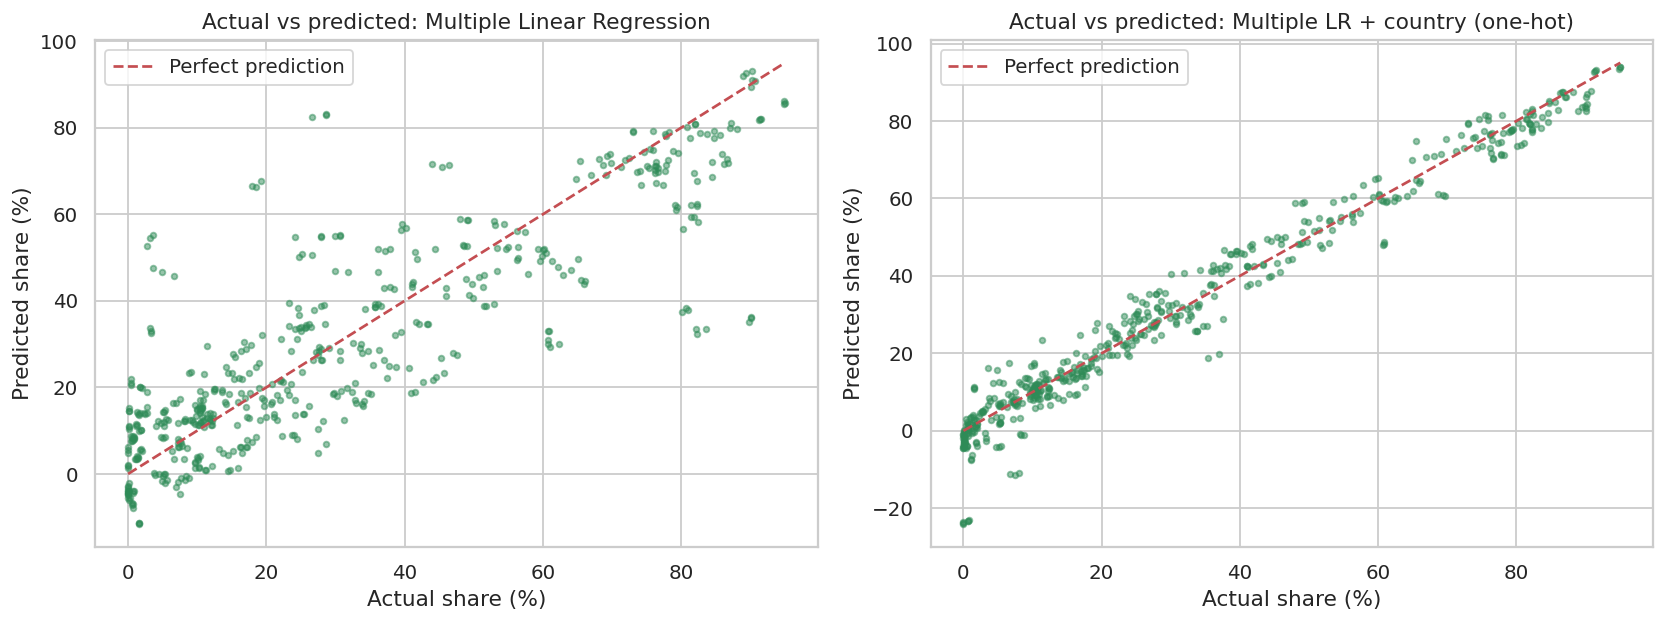 Actual vs predicted: Multiple Linear Regression
Perfect prediction
100
80
60
40
20
0
Predicted share (%)
0 20 40 60 80
Actual share (%)
Actual vs predicted: Multiple LR + country (one-hot)
Perfect prediction
100
80
60
40
20
0
−20
Predicted share (%)
0 20 40 60 80
Actual share (%)